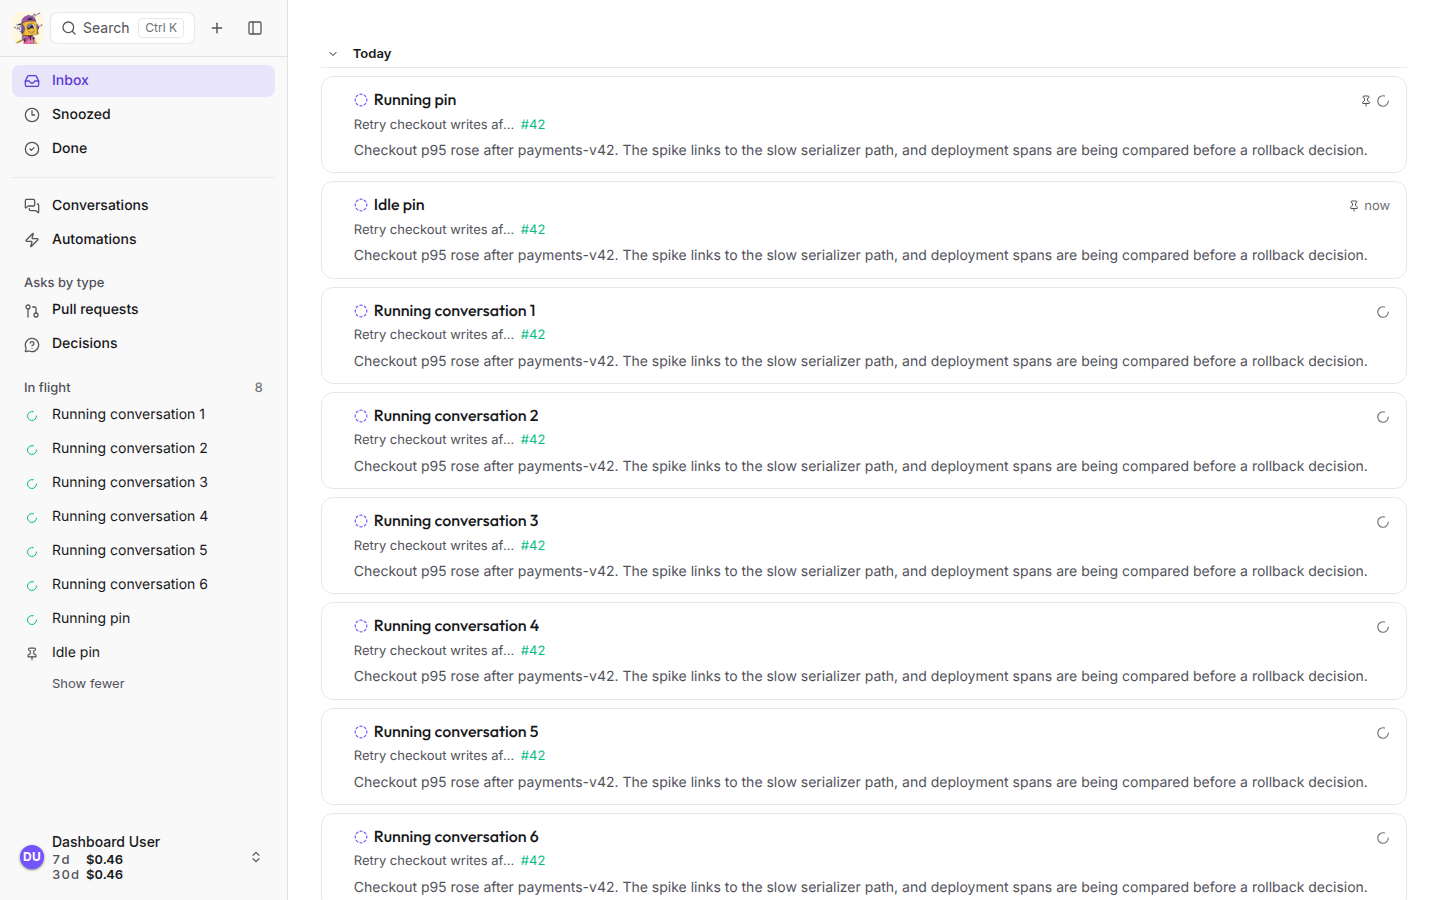 Search Ctrl K
Inbox
Snoozed
Done
Conversations
Automations
Asks by type
Pull requests
Decisions
In flight 8
Running conversation 1
Running conversation 2
Running conversation 3
Running conversation 4
Running conversation 5
Running conversation 6
Running pin
Idle pin
Show fewer
DU
Dashboard User
7d $0.46
30d $0.46
Today
Running pin
Retry checkout writes af... #42
Checkout p95 rose after payments-v42. The spike links to the slow serializer path, and deployment spans are being compared before a rollback decision.
Idle pin now
Retry checkout writes af... #42
Checkout p95 rose after payments-v42. The spike links to the slow serializer path, and deployment spans are being compared before a rollback decision.
Running conversation 1
Retry checkout writes af... #42
Checkout p95 rose after payments-v42. The spike links to the slow serializer path, and deployment spans are being compared before a rollback decision.
Running conversation 2
Retry checkout writes af... #42
Checkout p95 rose after payments-v42. The spike links to the slow serializer path, and deployment spans are being compared before a rollback decision.
Running conversation 3
Retry checkout writes af... #42
Checkout p95 rose after payments-v42. The spike links to the slow serializer path, and deployment spans are being compared before a rollback decision.
Running conversation 4
Retry checkout writes af... #42
Checkout p95 rose after payments-v42. The spike links to the slow serializer path, and deployment spans are being compared before a rollback decision.
Running conversation 5
Retry checkout writes af... #42
Checkout p95 rose after payments-v42. The spike links to the slow serializer path, and deployment spans are being compared before a rollback decision.
Running conversation 6
Retry checkout writes af... #42
Checkout p95 rose after payments-v42. The spike links to the slow serializer path, and deployment spans are being compared before a rollback decision.